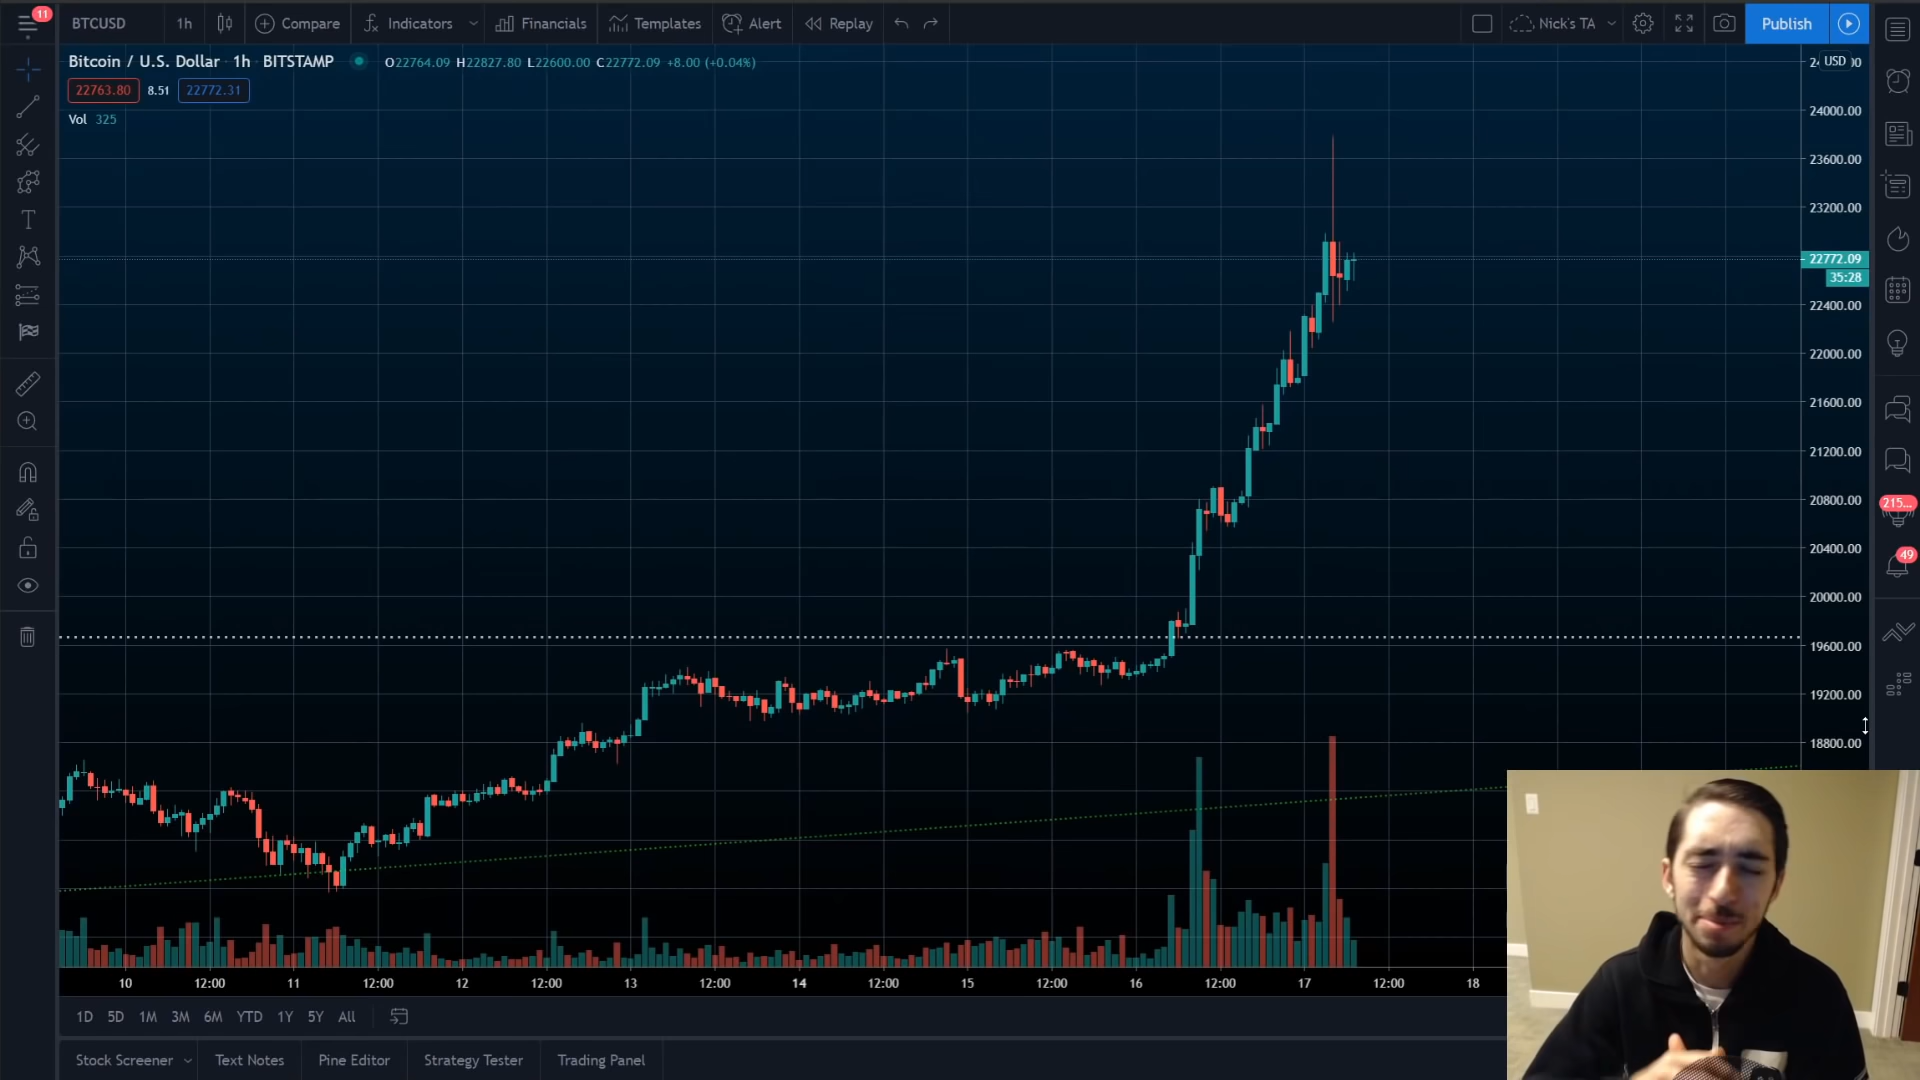 11
BTCUSD 1h Compare Indicators Financials Templates Alert Replay Nick's TA Publish
Bitcoin / U.S. Dollar · 1h · BITSTAMP O22764.09 H22827.80 L22600.00 C22772.09 +8.00 (+0.04%)
USD
22763.80 8.51 22772.31
Vol 325
24000.00
23600.00
23200.00
22772.09
35:28
22400.00
22000.00
21600.00
21200.00
20800.00
215...
20400.00
49
20000.00
19600.00
19200.00
18800.00
10 12:00 11 12:00 12 12:00 13 12:00 14 12:00 15 12:00 16 12:00 17 12:00 18
1D 5D 1M 3M 6M YTD 1Y 5Y All
Stock Screener Text Notes Pine Editor Strategy Tester Trading Panel